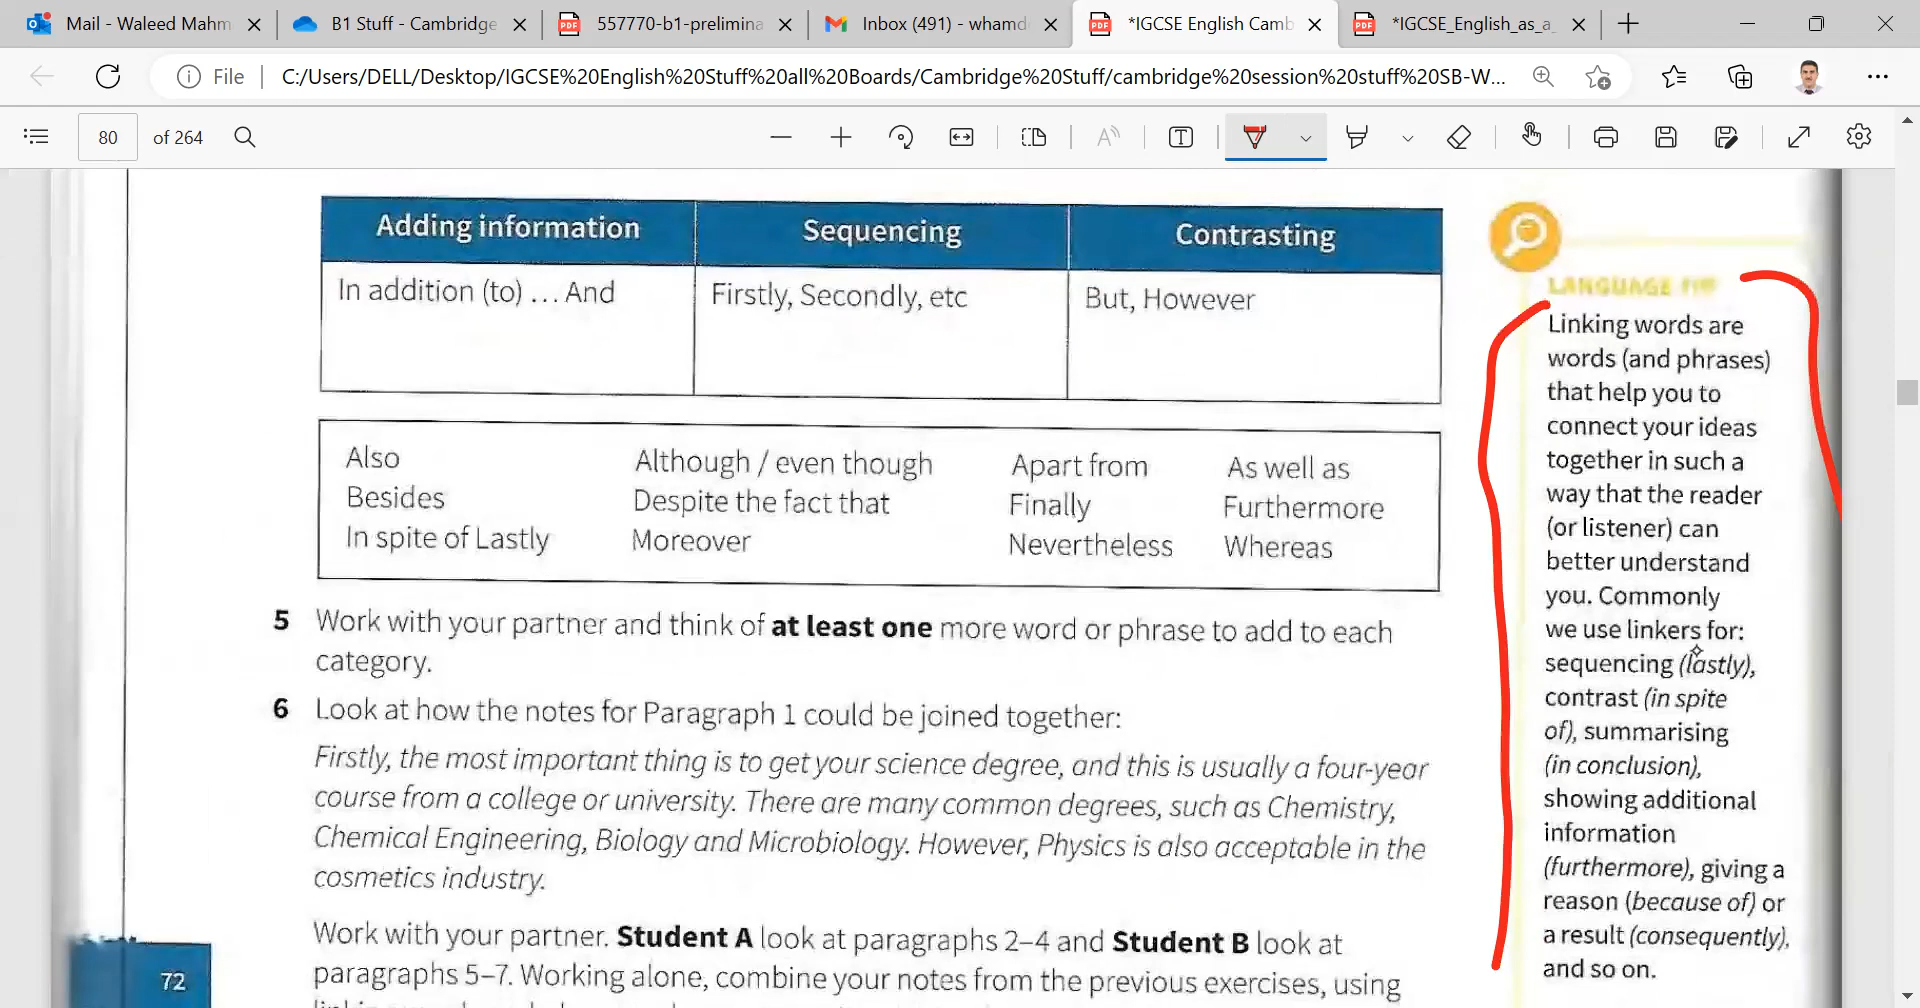 Mail - Waleed Mahm
B1 Stuff - Cambridge
557770-b1-prelimina
Inbox (491) - whamd
*IGCSE English Camb
*IGCSE_English_as_a_
File
C:/Users/DELL/Desktop/IGCSE%20English%20Stuff%20all%20Boards/Cambridge%20Stuff/cambridge%20session%20stuff%20SB-W...
80 of 264
Adding information Sequencing Contrasting
In addition (to) ... And Firstly, Secondly, etc But, However
Also Although / even though Apart from As well as
Besides Despite the fact that Finally Furthermore
In spite of Lastly Moreover Nevertheless Whereas
5 Work with your partner and think of at least one more word or phrase to add to each
category.
6 Look at how the notes for Paragraph 1 could be joined together:
Firstly, the most important thing is to get your science degree, and this is usually a four-year
course from a college or university. There are many common degrees, such as Chemistry,
Chemical Engineering, Biology and Microbiology. However, Physics is also acceptable in the
cosmetics industry.
Work with your partner. Student A look at paragraphs 2–4 and Student B look at
paragraphs 5–7. Working alone, combine your notes from the previous exercises, using
72
LANGUAGE TIP
Linking words are
words (and phrases)
that help you to
connect your ideas
together in such a
way that the reader
(or listener) can
better understand
you. Commonly
we use linkers for:
sequencing (lastly),
contrast (in spite
of), summarising
(in conclusion),
showing additional
information
(furthermore), giving a
reason (because of) or
a result (consequently),
and so on.